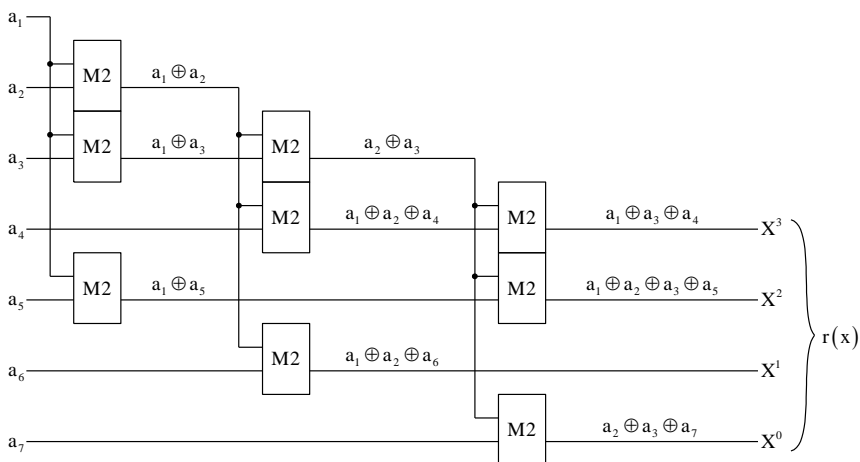 a₁
M2
a₁ ⊕ a₂
a₂
M2
a₁ ⊕ a₃
M2
a₂ ⊕ a₃
a₃
M2
a₁ ⊕ a₂ ⊕ a₄
M2
a₁ ⊕ a₃ ⊕ a₄
X³
a₄
M2
a₁ ⊕ a₅
M2
a₁ ⊕ a₂ ⊕ a₃ ⊕ a₅
X²
a₅
r(x)
M2
a₁ ⊕ a₂ ⊕ a₆
X¹
a₆
M2
a₂ ⊕ a₃ ⊕ a₇
X⁰
a₇